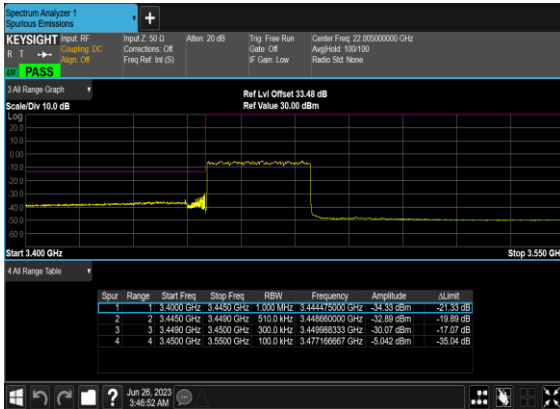 Spectrum Analyzer 1
Spurious Emissions
+
KEYSIGHT Input: RF Input Z: 50 Ω Atten: 20 dB Trig: Free Run Center Freq: 22.005000000 GHz
R T Coupling: DC Corrections: Off Gate: Off Avg|Hold: 100/100
Align: Off Freq Ref: Int (S) IF Gain: Low Radio Std: None
PASS
3 All Range Graph
Ref Lvl Offset 33.48 dB
Scale/Div 10.0 dB Ref Value 30.00 dBm
Log
20.0
10.0
0.00
-10.0
-20.0
-30.0
-40.0
-50.0
-60.0
Start 3.400 GHz Stop 3.550 GH
4 All Range Table
Spur Range Start Freq Stop Freq RBW Frequency Amplitude ΔLimit
1 1 3.4000 GHz 3.4450 GHz 1.000 MHz 3.444475000 GHz -34.33 dBm -21.33 dB
2 2 3.4450 GHz 3.4490 GHz 510.0 kHz 3.448660000 GHz -32.89 dBm -19.89 dB
3 3 3.4490 GHz 3.4500 GHz 300.0 kHz 3.449988333 GHz -30.07 dBm -17.07 dB
4 4 3.4500 GHz 3.5500 GHz 100.0 kHz 3.477166667 GHz -5.042 dBm -35.04 dB
? Jun 26, 2023
3:46:52 AM